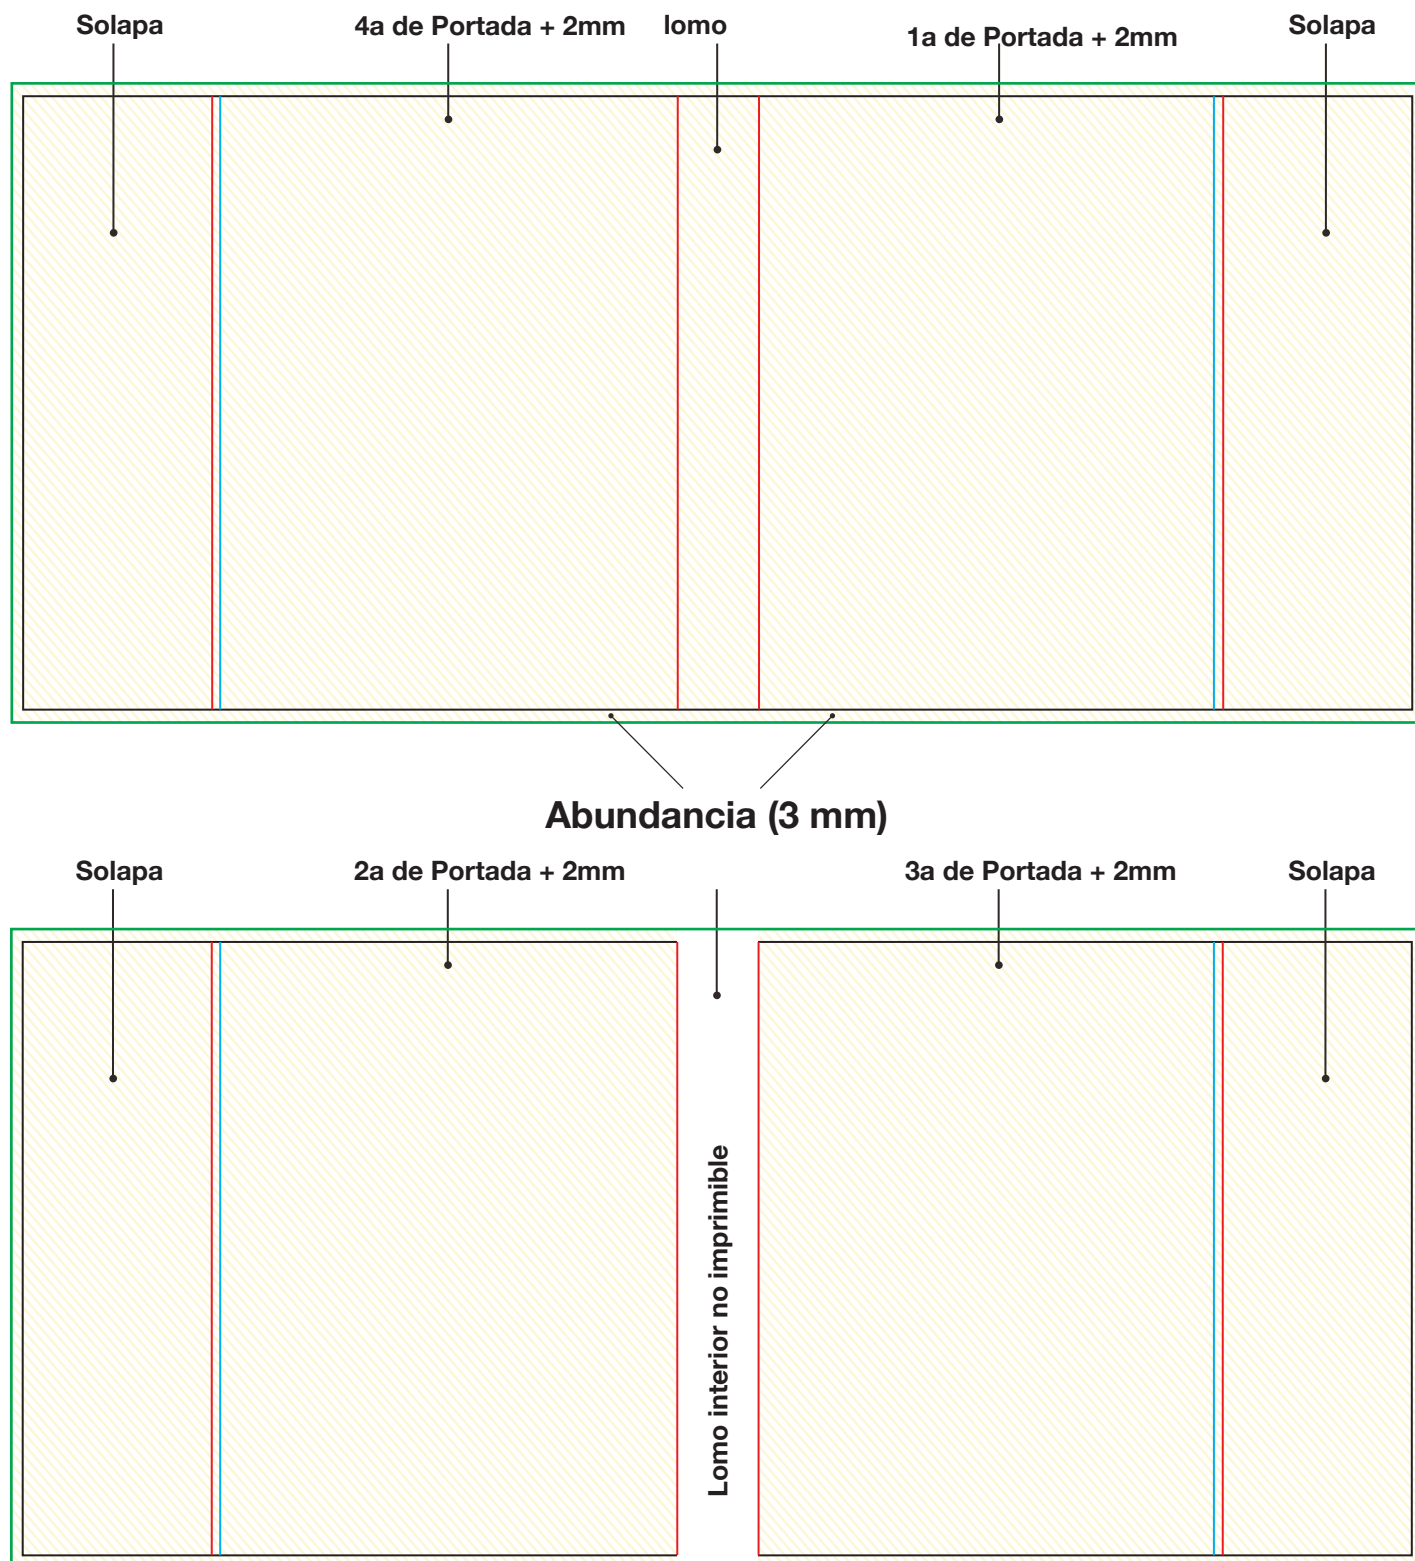 Solapa
4a de Portada + 2mm
lomo
1a de Portada + 2mm
Solapa
Abundancia (3 mm)
Solapa
2a de Portada + 2mm
3a de Portada + 2mm
Solapa
Lomo interior no imprimible